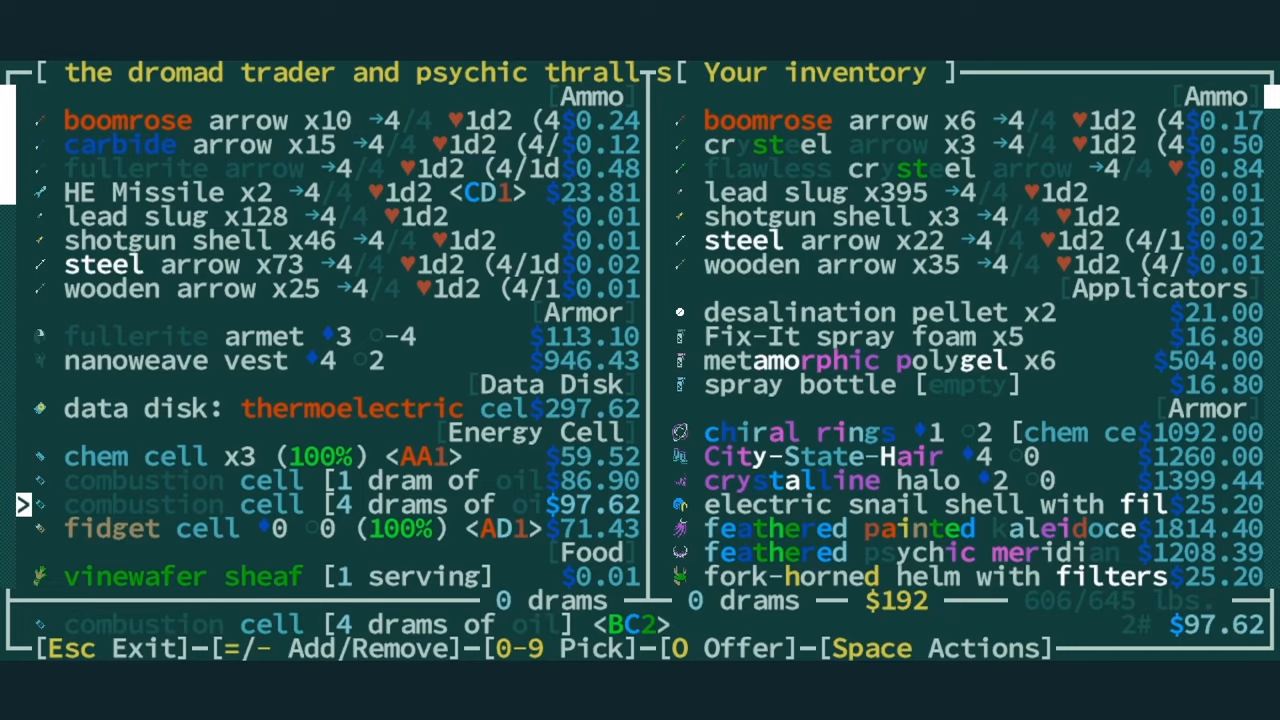 [ the dromad trader and psychic thrall s[ Your inventory ]
[Ammo]
boomrose arrow x10 →4/4 ♥1d2 (4$0.24
carbide arrow x15 →4/4 ♥1d2 (4/$0.12
fullerite arrow →4/4 ♥1d2 (4/1d$0.48
HE Missile x2 →4/4 ♥1d2 <CD1> $23.81
lead slug x128 →4/4 ♥1d2 $0.01
shotgun shell x46 →4/4 ♥1d2 $0.01
steel arrow x73 →4/4 ♥1d2 (4/1d$0.02
wooden arrow x25 →4/4 ♥1d2 (4/1$0.01
[Armor]
fullerite armet ♦3 ○-4 $113.10
nanoweave vest ♦4 ○2 $946.43
[Data Disk]
data disk: thermoelectric cel$297.62
[Energy Cell]
chem cell x3 (100%) <AA1> $59.52
combustion cell [1 dram of oil $86.90
> combustion cell [4 drams of oi$97.62
fidget cell ♦0 ○0 (100%) <AD1>$71.43
[Food]
vinewafer sheaf [1 serving] $0.01
[Ammo]
boomrose arrow x6 →4/4 ♥1d2 (4$0.17
crysteel arrow x3 →4/4 ♥1d2 (4$0.50
flawless crysteel arrow →4/4 ♥$0.84
lead slug x395 →4/4 ♥1d2 $0.01
shotgun shell x3 →4/4 ♥1d2 $0.01
steel arrow x22 →4/4 ♥1d2 (4/1$0.02
wooden arrow x35 →4/4 ♥1d2 (4/$0.01
[Applicators]
desalination pellet x2 $21.00
Fix-It spray foam x5 $16.80
metamorphic polygel x6 $504.00
spray bottle [empty] $16.80
[Armor]
chiral rings ♦1 ○2 [chem ce$1092.00
City-State-Hair ♦4 ○0 $1260.00
crystalline halo ♦2 ○0 $1399.44
electric snail shell with fil$25.20
feathered painted kaleidoce$1814.40
feathered psychic meridian $1208.39
fork-horned helm with filters$25.20
0 drams 0 drams — $192 606/645 lbs.
combustion cell [4 drams of oil] <BC2> 2# $97.62
[Esc Exit]—[=/- Add/Remove]—[0-9 Pick]—[O Offer]—[Space Actions]